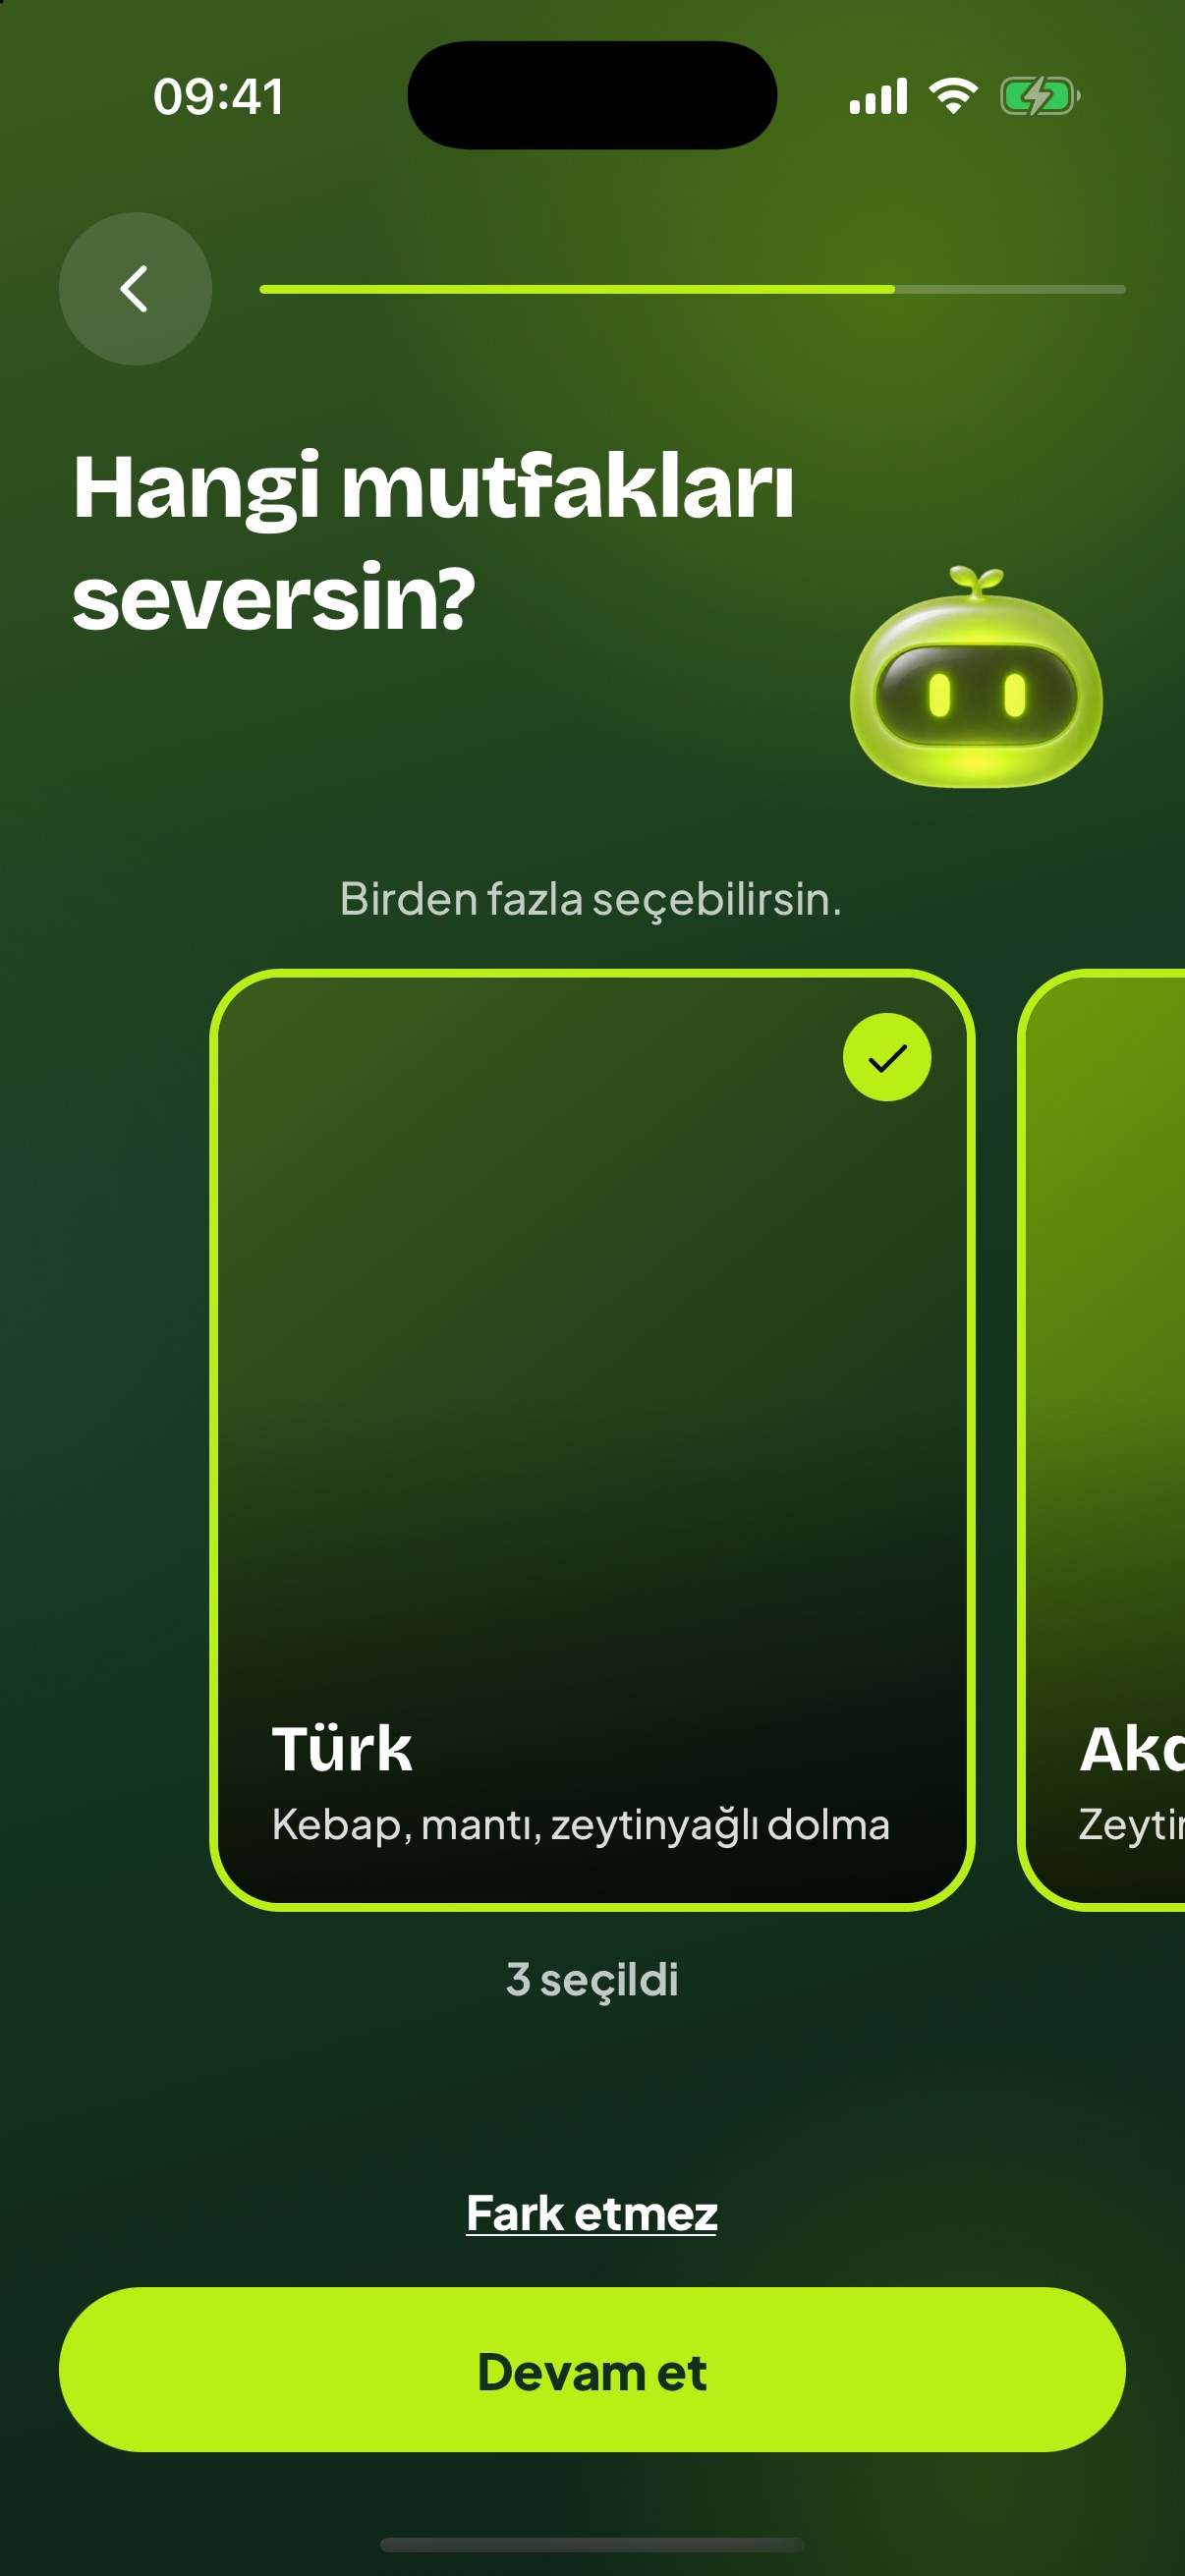 09:41
Hangi mutfakları
seversin?
Birden fazla seçebilirsin.
Türk
Kebap, mantı, zeytinyağlı dolma
3 seçildi
Fark etmez
Devam et